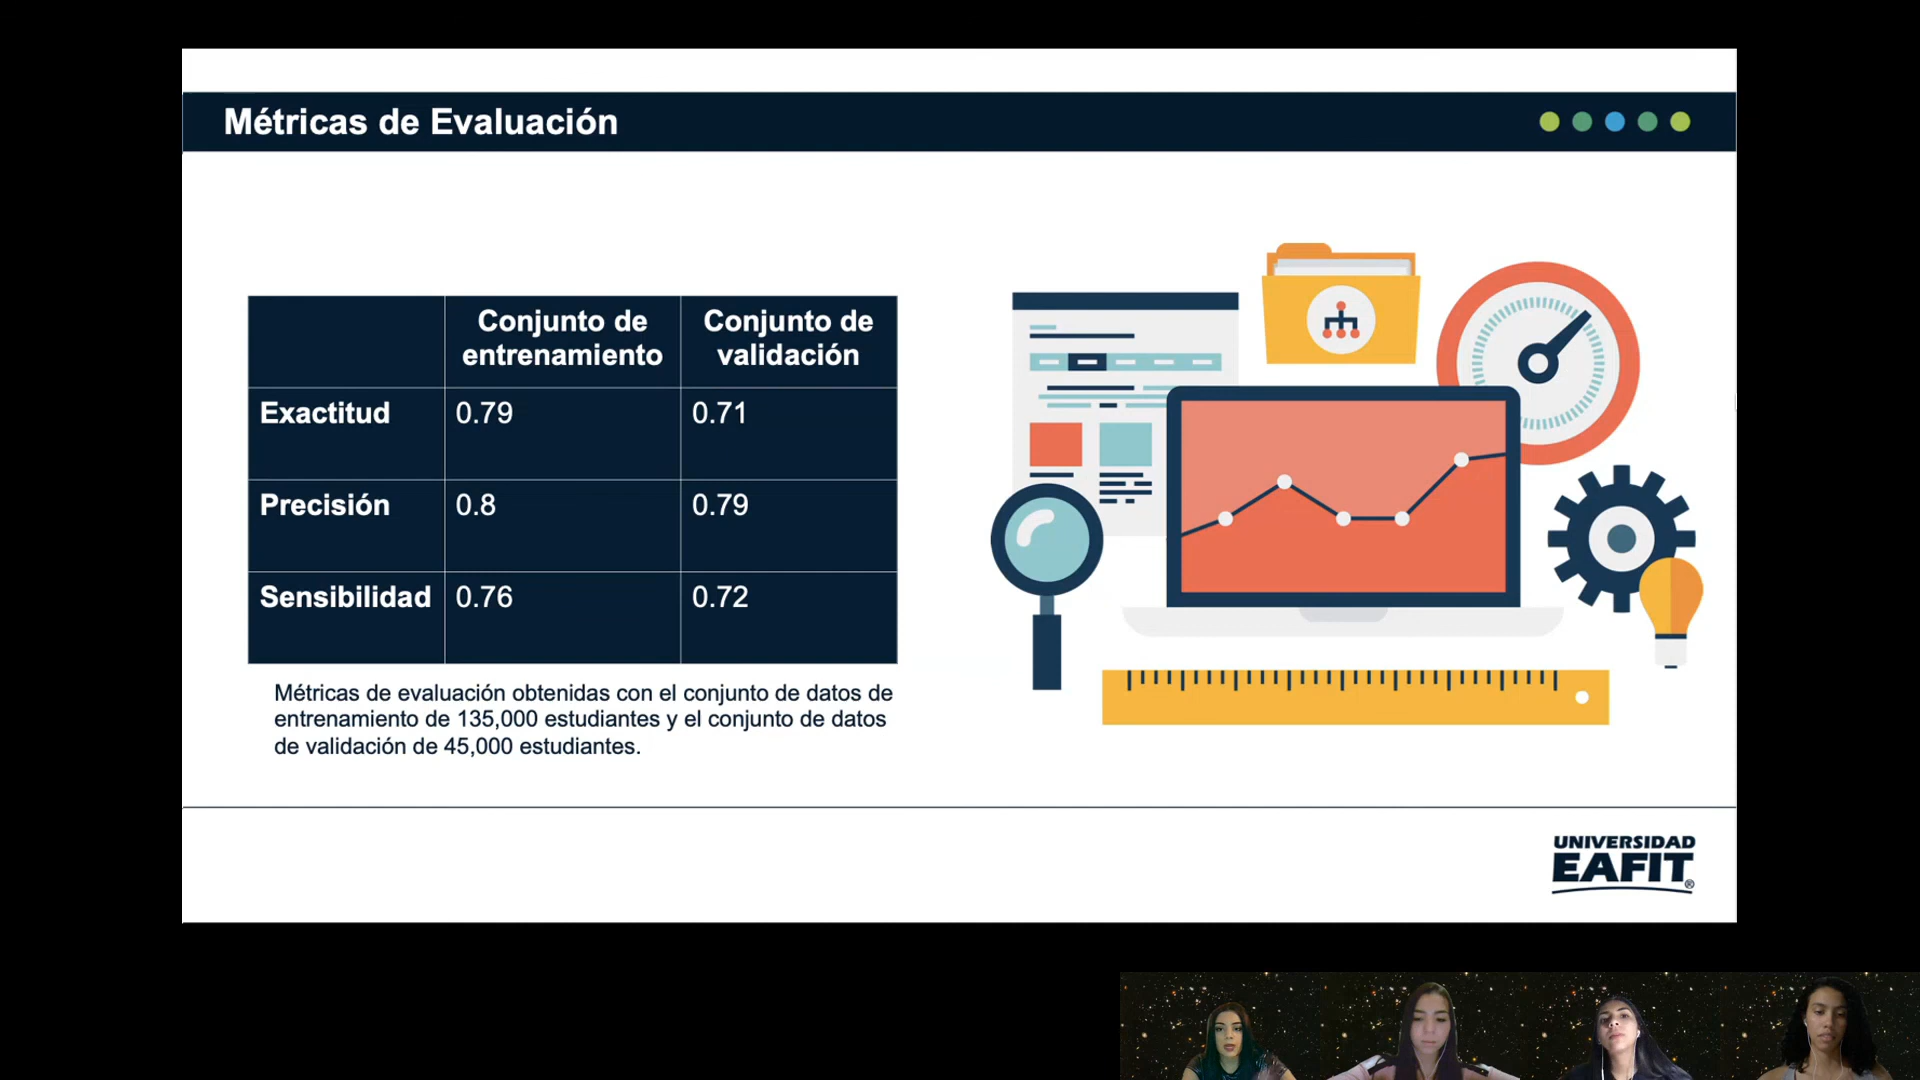 Métricas de Evaluación
Conjunto de entrenamiento
Conjunto de validación
Exactitud 0.79 0.71
Precisión 0.8 0.79
Sensibilidad 0.76 0.72
Métricas de evaluación obtenidas con el conjunto de datos de
entrenamiento de 135,000 estudiantes y el conjunto de datos
de validación de 45,000 estudiantes.
UNIVERSIDAD
EAFIT®